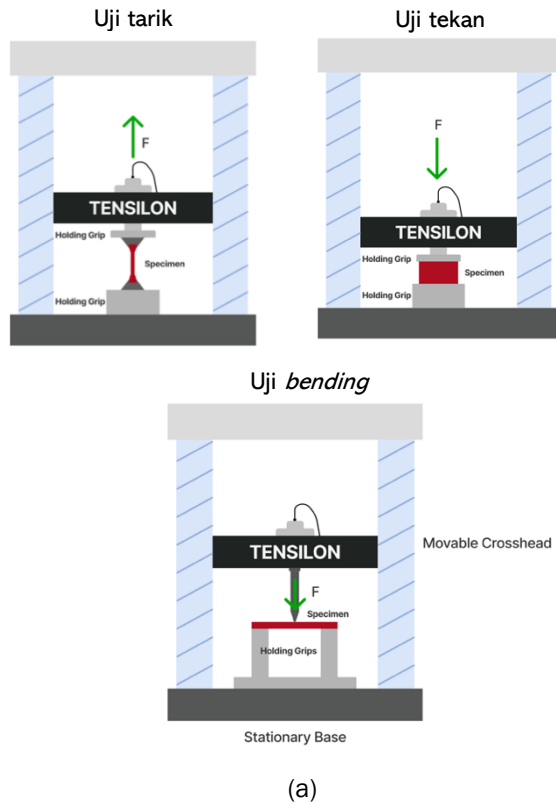 Uji tarik
F
TENSILON
Holding Grip
Specimen
Holding Grip
Uji tekan
F
TENSILON
Holding Grip
Specimen
Holding Grip
Uji bending
TENSILON
Movable Crosshead
F
Specimen
Holding Grips
Stationary Base
(a)